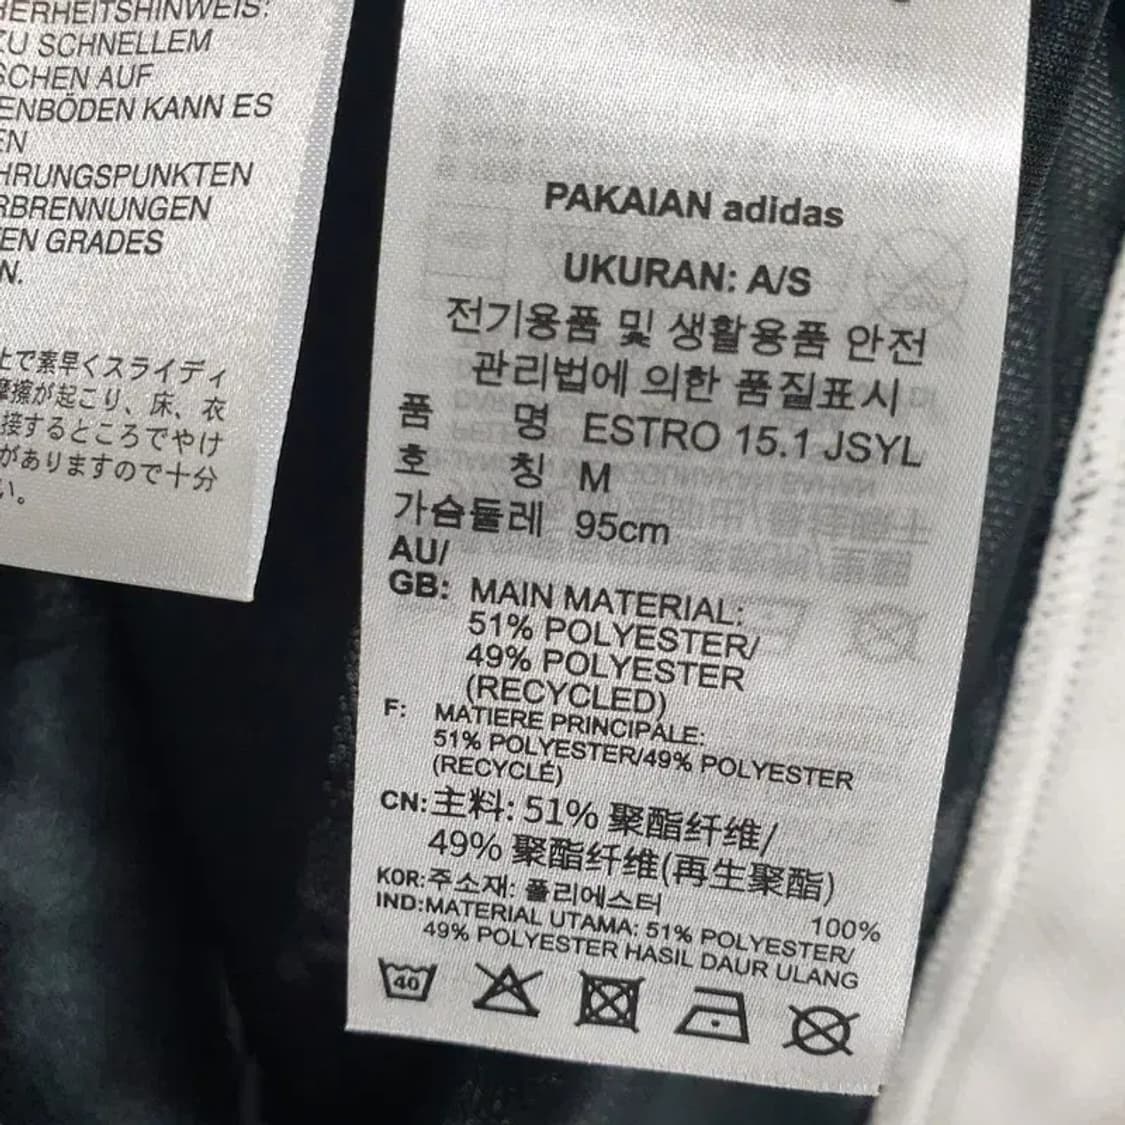 ZU SCHNELLEM
AUF
KANN ES
GRADES
上で素早くスライディ
摩擦が起こり、床、衣
接するところでやけ
がありますので十分
い。
PAKAIAN adidas
UKURAN: A/S
전기용품 및 생활용품 안전
관리법에 의한 품질표시
품 명 ESTRO 15.1 JSYL
호 칭 M
가슴둘레 95cm
AU/
GB: MAIN MATERIAL:
51% POLYESTER/
49% POLYESTER
(RECYCLED)
F: MATIERE PRINCIPALE:
51% POLYESTER/49% POLYESTER
(RECYCLÉ)
CN:主料: 51% 聚酯纤维/
49% 聚酯纤维(再生聚酯)
KOR:주소재: 폴리에스터 100%
IND:MATERIAL UTAMA: 51% POLYESTER/
49% POLYESTER HASIL DAUR ULANG
40